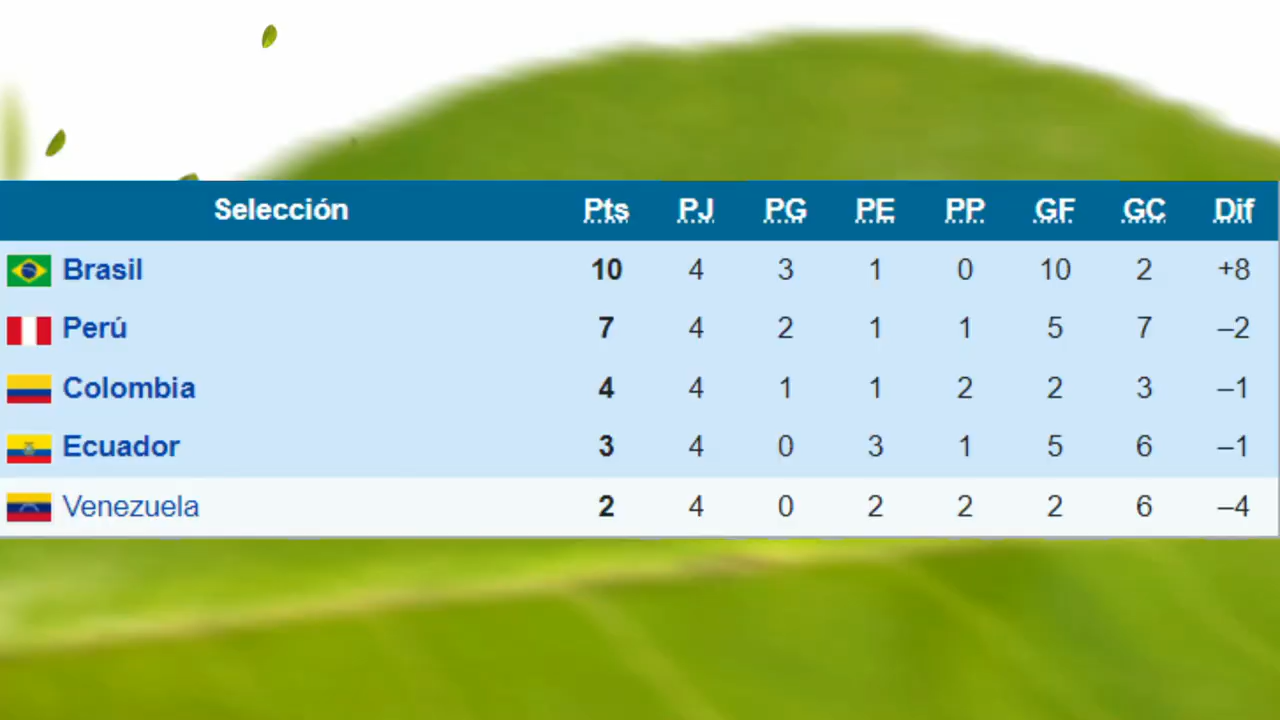 Selección Pts PJ PG PE PP GF GC Dif
Brasil 10 4 3 1 0 10 2 +8
Perú 7 4 2 1 1 5 7 –2
Colombia 4 4 1 1 2 2 3 –1
Ecuador 3 4 0 3 1 5 6 –1
Venezuela 2 4 0 2 2 2 6 –4